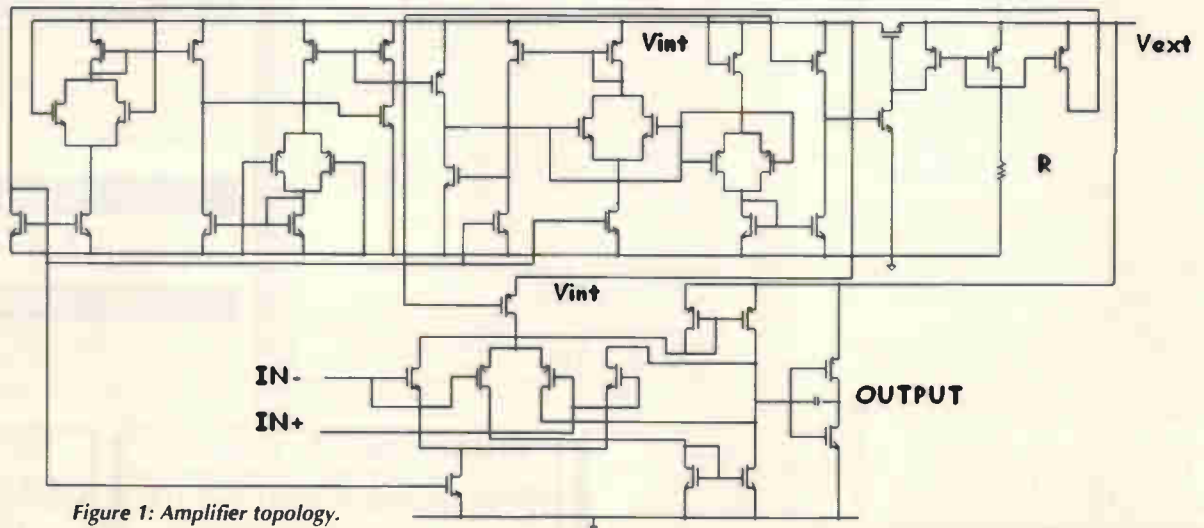 Vint
Vext
R
Vint
IN-
IN+
OUTPUT
Figure 1: Amplifier topology.